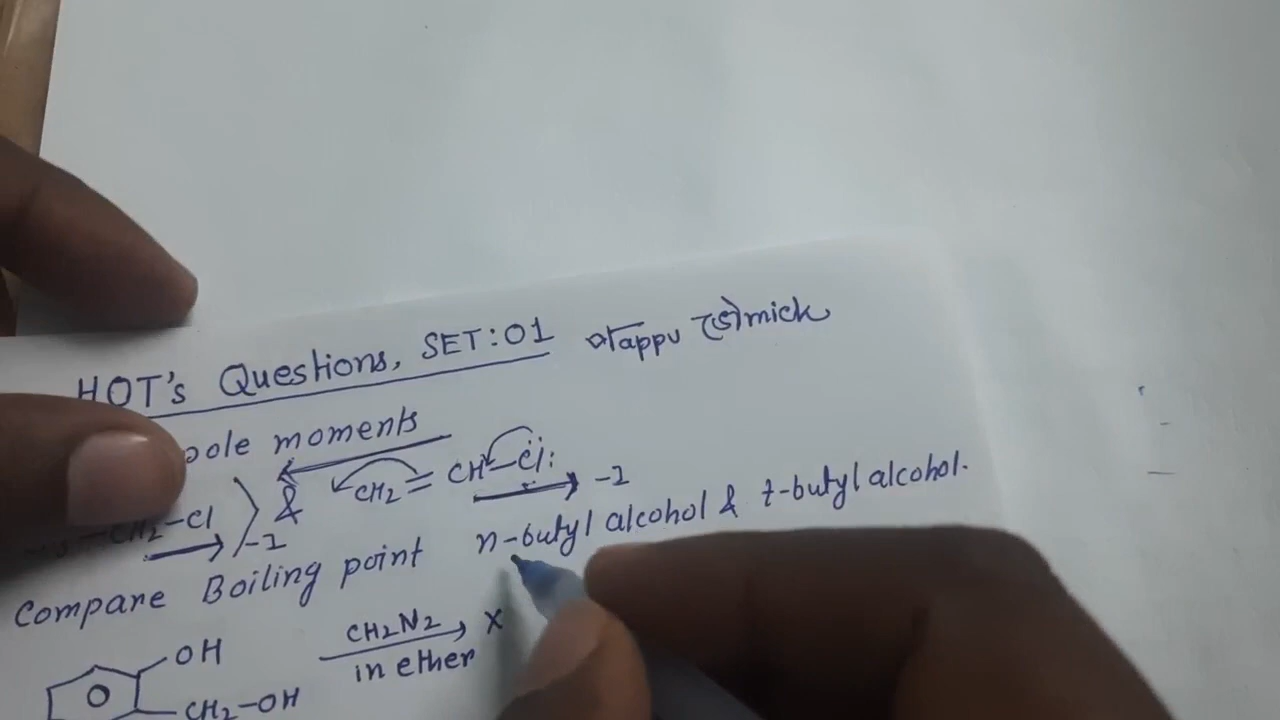 HOT's Questions, SET:01
pole moments
CH2-Cl > & CH2=CH-Cl: -I
-I
Compare Boiling point n-butyl alcohol & t-butyl alcohol.
OH CH2N2 X
in ether
CH2-OH